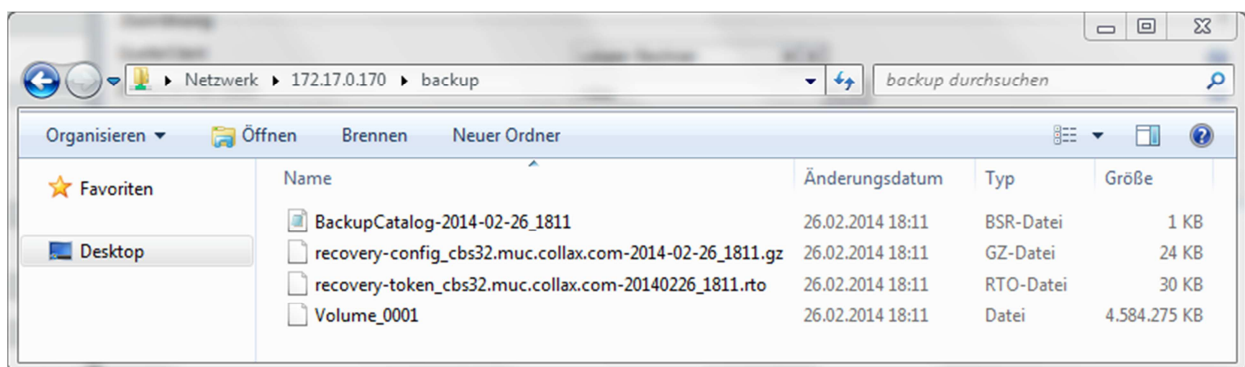 Netzwerk ▸ 172.17.0.170 ▸ backup
backup durchsuchen
Organisieren Öffnen Brennen Neuer Ordner
Favoriten
Desktop
Name Änderungsdatum Typ Größe
BackupCatalog-2014-02-26_1811 26.02.2014 18:11 BSR-Datei 1 KB
recovery-config_cbs32.muc.collax.com-2014-02-26_1811.gz 26.02.2014 18:11 GZ-Datei 24 KB
recovery-token_cbs32.muc.collax.com-20140226_1811.rto 26.02.2014 18:11 RTO-Datei 30 KB
Volume_0001 26.02.2014 18:11 Datei 4.584.275 KB